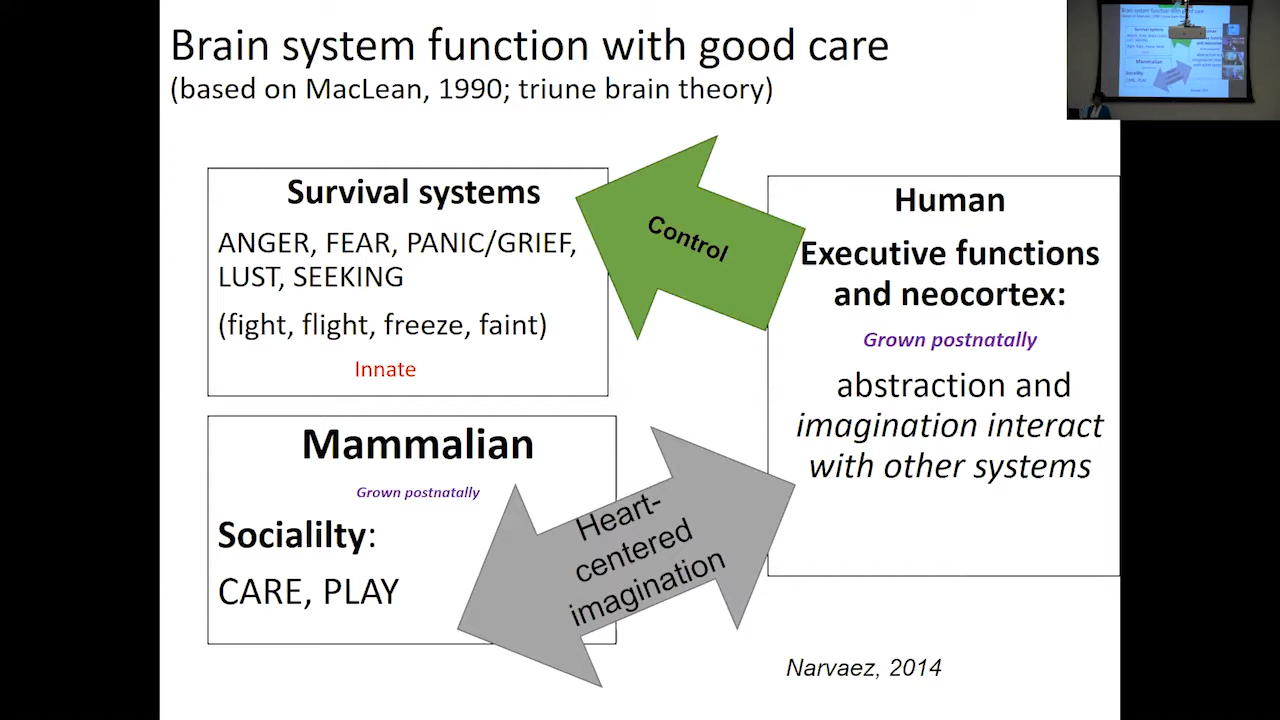 Brain system function with good care
(based on MacLean, 1990; triune brain theory)
Survival systems
ANGER, FEAR, PANIC/GRIEF,
LUST, SEEKING
(fight, flight, freeze, faint)
Innate
Control
Human
Executive functions
and neocortex:
Grown postnatally
abstraction and
imagination interact
with other systems
Mammalian
Grown postnatally
Socialilty:
CARE, PLAY
Heart-
centered
imagination
Narvaez, 2014